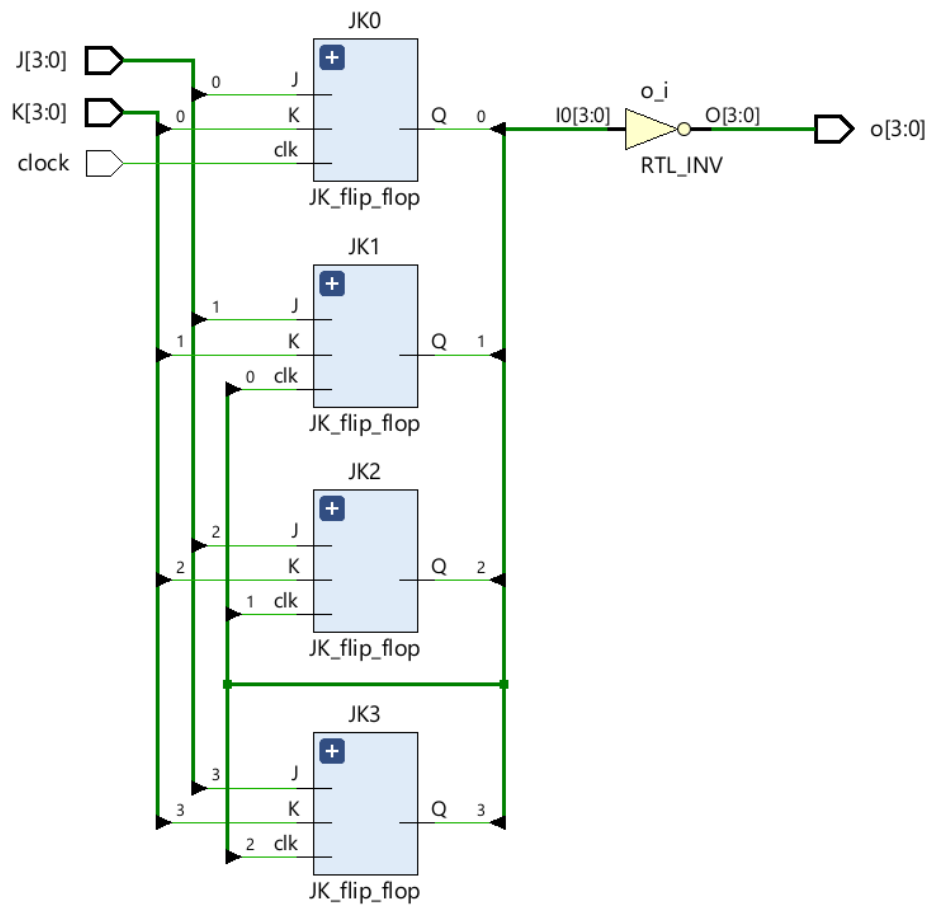 JK0
J[3:0]
0
J
K[3:0]
0
K
Q
0
clock
clk
JK_flip_flop
o_i
I0[3:0]
O[3:0]
o[3:0]
RTL_INV
JK1
1
J
1
K
Q
1
0
clk
JK_flip_flop
JK2
2
J
2
K
Q
2
1
clk
JK_flip_flop
JK3
3
J
3
K
Q
3
2
clk
JK_flip_flop